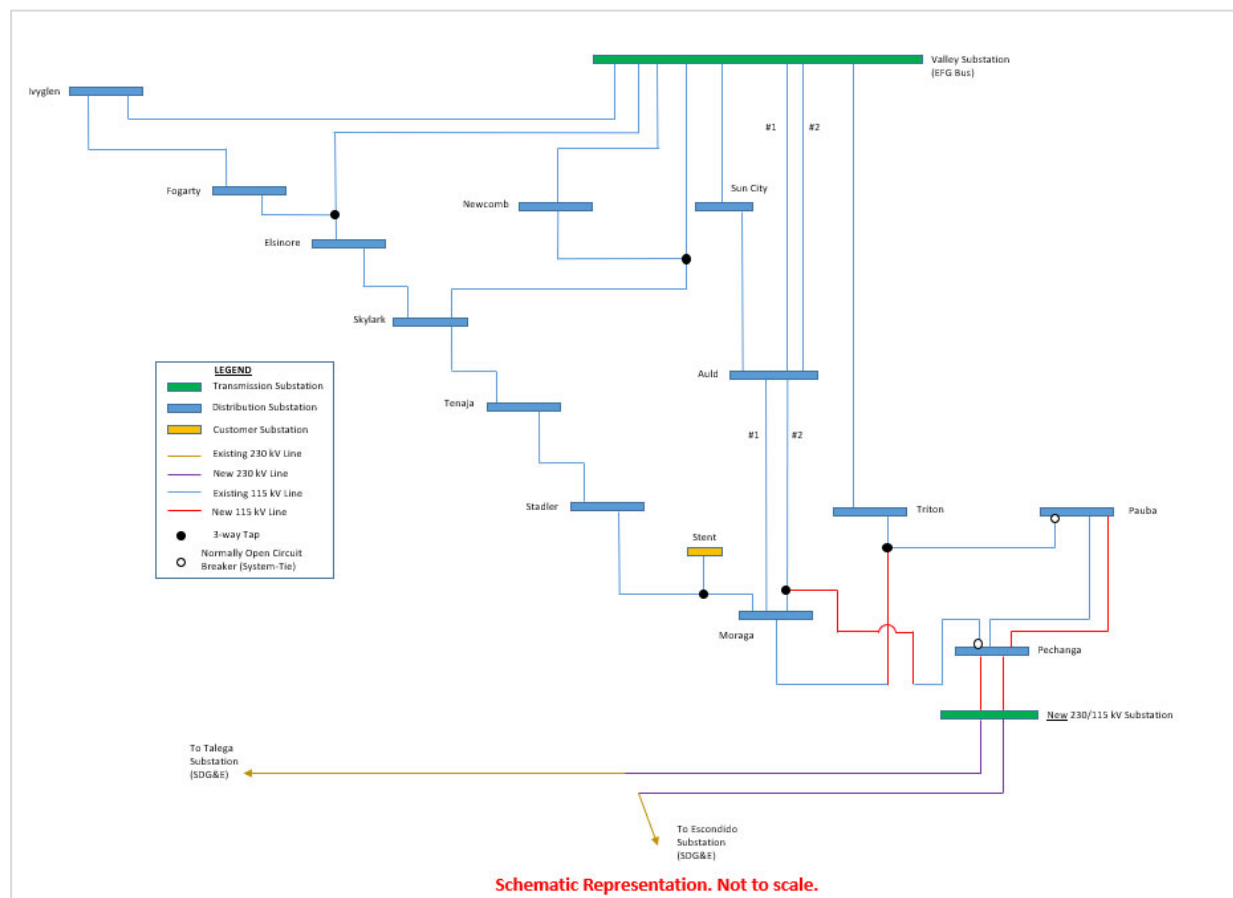 Valley Substation
(EFG Bus)
Ivyglen
#1
#2
Fogarty
Newcomb
Sun City
Elsinore
Skylark
LEGEND
Transmission Substation
Distribution Substation
Customer Substation
Existing 230 kV Line
New 230 kV Line
Existing 115 kV Line
New 115 kV Line
3-way Tap
Normally Open Circuit
Breaker (System-Tie)
Auld
Tenaja
#1
#2
Stadler
Triton
Pauba
Stent
Moraga
Pechanga
New 230/115 kV Substation
To Talega
Substation
(SDG&E)
To Escondido
Substation
(SDG&E)
Schematic Representation. Not to scale.